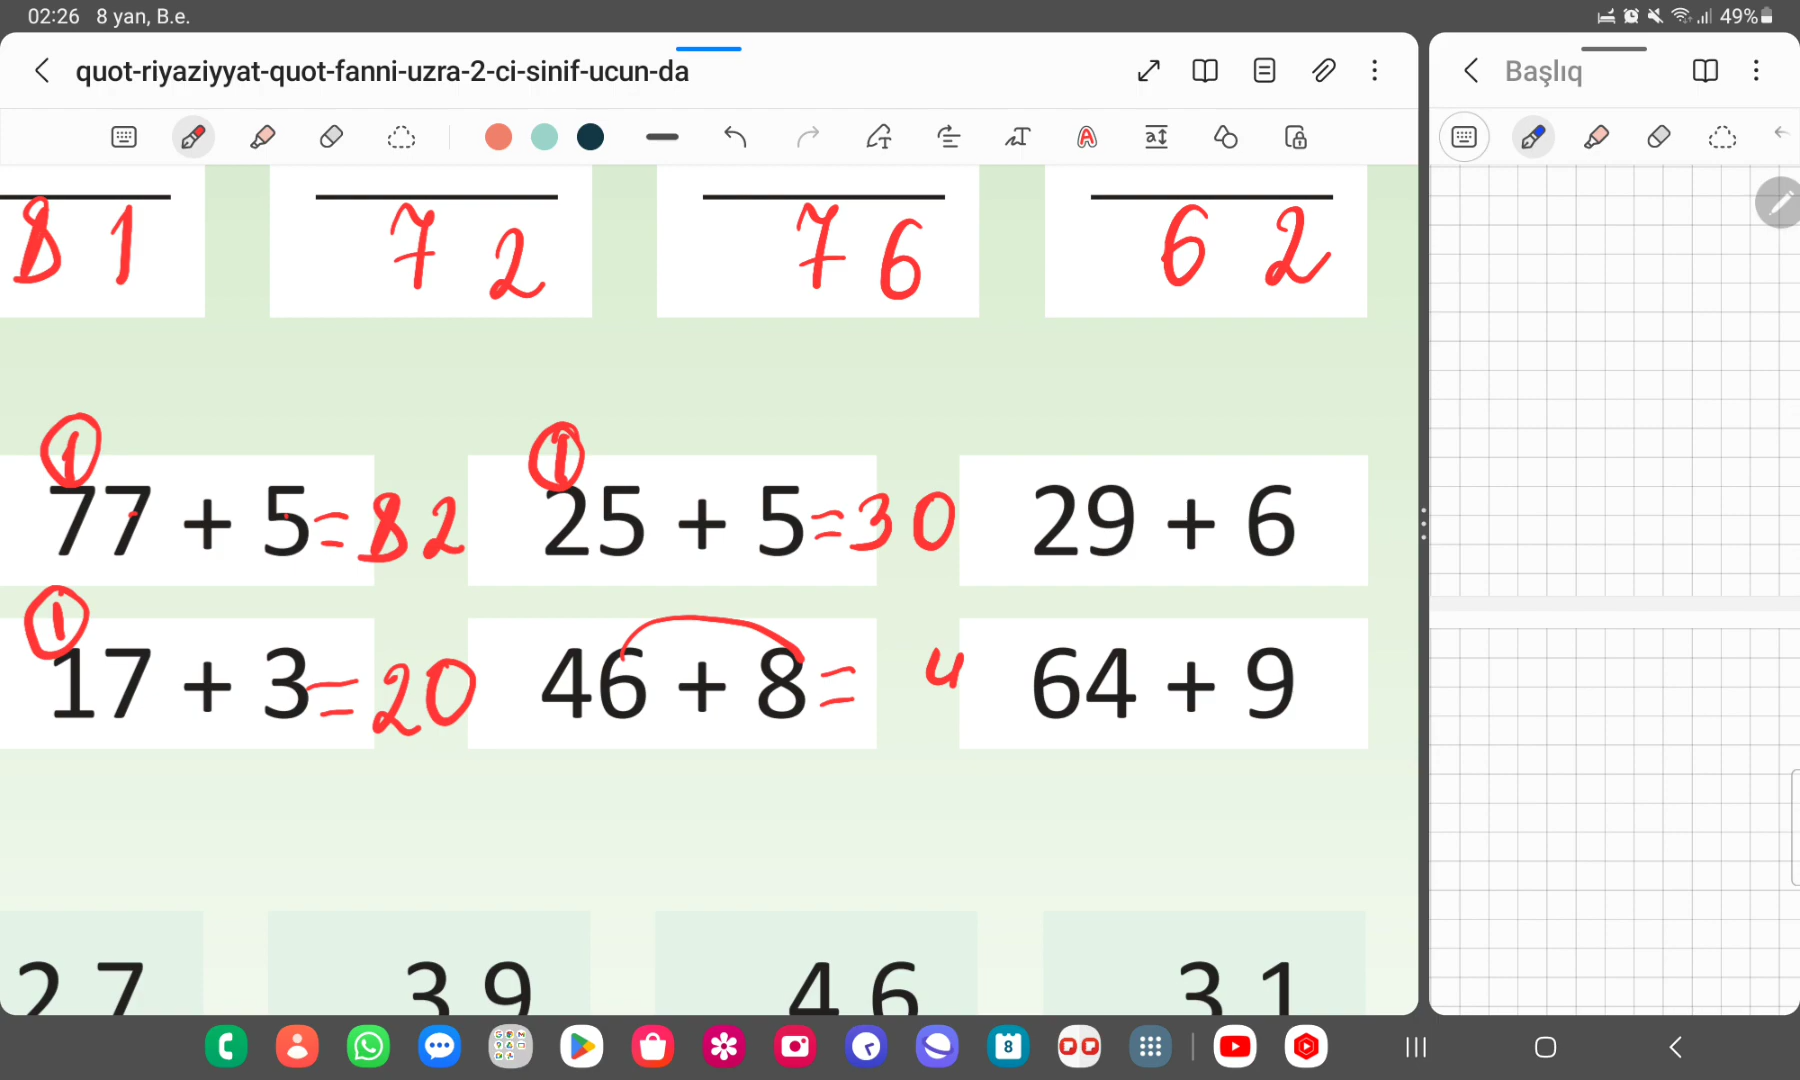 02:26 8 yan, B.e. 49%
quot-riyaziyyat-quot-fanni-uzra-2-ci-sinif-ucun-da
Başlıq
81 72 76 62
1 1
77 + 5 = 82 25 + 5 = 30 29 + 6
1
17 + 3 = 20 46 + 8 = 4 64 + 9
27 39 46 31
8